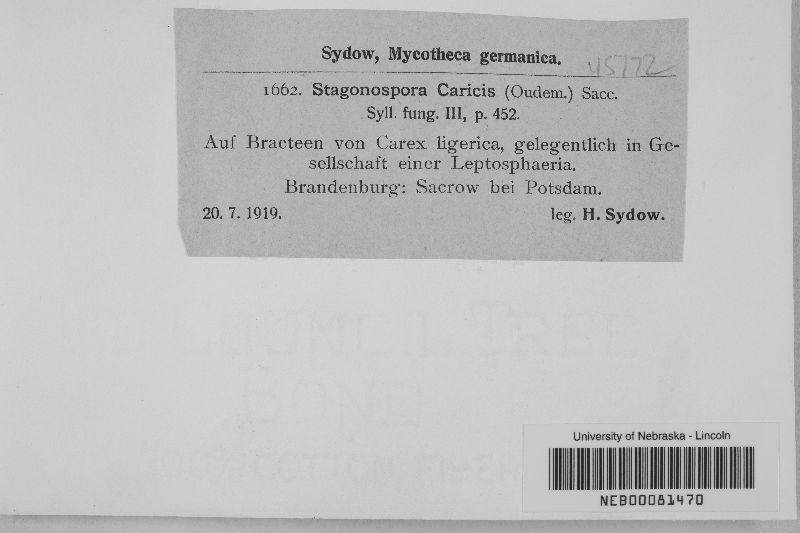 Sydow, Mycotheca germanica.
45772
1662. Stagonospora Caricis (Oudem.) Sacc.
Syll. fung. III, p. 452.
Auf Bracteen von Carex ligerica, gelegentlich in Ge-
sellschaft einer Leptosphaeria.
Brandenburg: Sacrow bei Potsdam.
20. 7. 1919. leg. H. Sydow.
University of Nebraska - Lincoln
NEB00081470